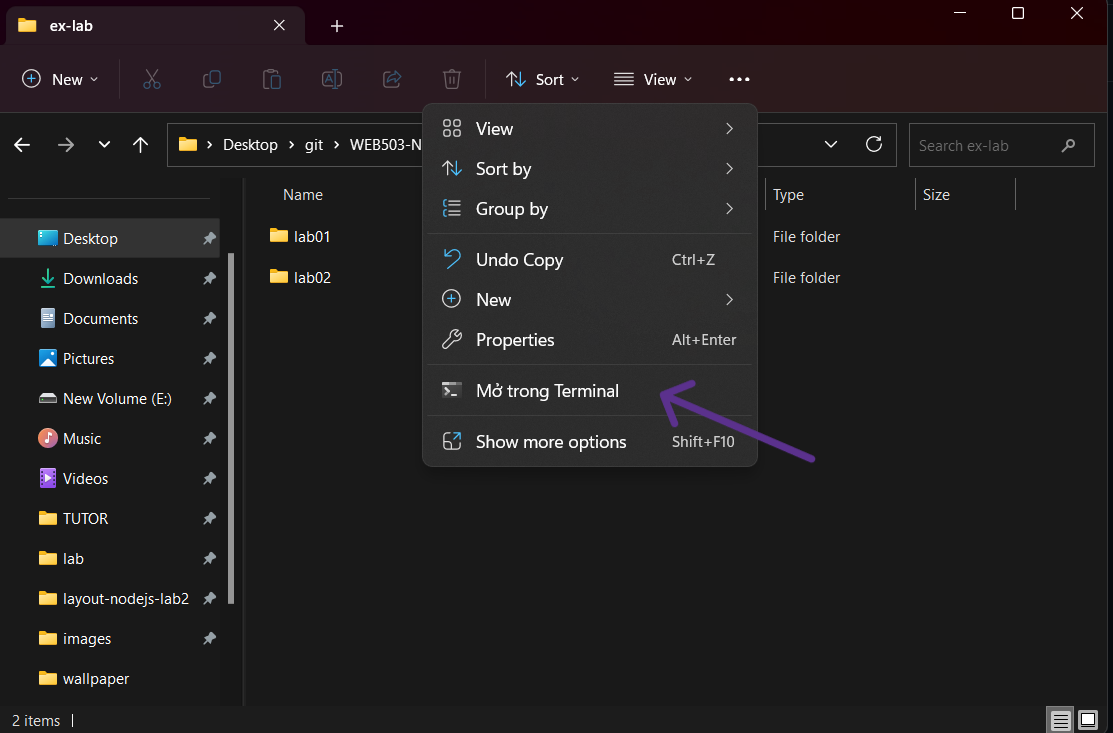 ex-lab
New
Sort
View
Desktop
git
WEB503-N
Search ex-lab
Name
Type
Size
Desktop
Downloads
Documents
Pictures
New Volume (E:)
Music
Videos
TUTOR
lab
layout-nodejs-lab2
images
wallpaper
lab01
File folder
lab02
File folder
View
Sort by
Group by
Undo Copy Ctrl+Z
New
Properties Alt+Enter
Mở trong Terminal
Show more options Shift+F10
2 items